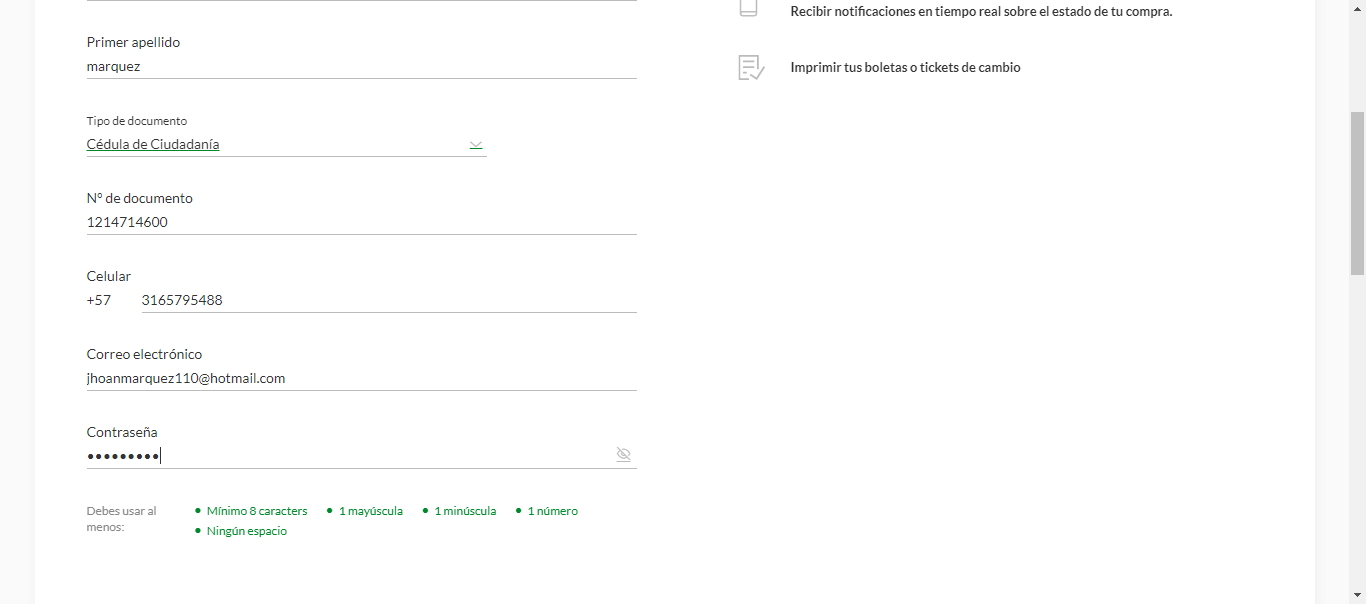 Recibir notificaciones en tiempo real sobre el estado de tu compra.
Imprimir tus boletas o tickets de cambio
Primer apellido
marquez
Tipo de documento
Cédula de Ciudadanía
N° de documento
1214714600
Celular
+57 3165795488
Correo electrónico
jhoanmarquez110@hotmail.com
Contraseña
•••••••••
Debes usar al menos:
• Mínimo 8 caracters • 1 mayúscula • 1 minúscula • 1 número
• Ningún espacio